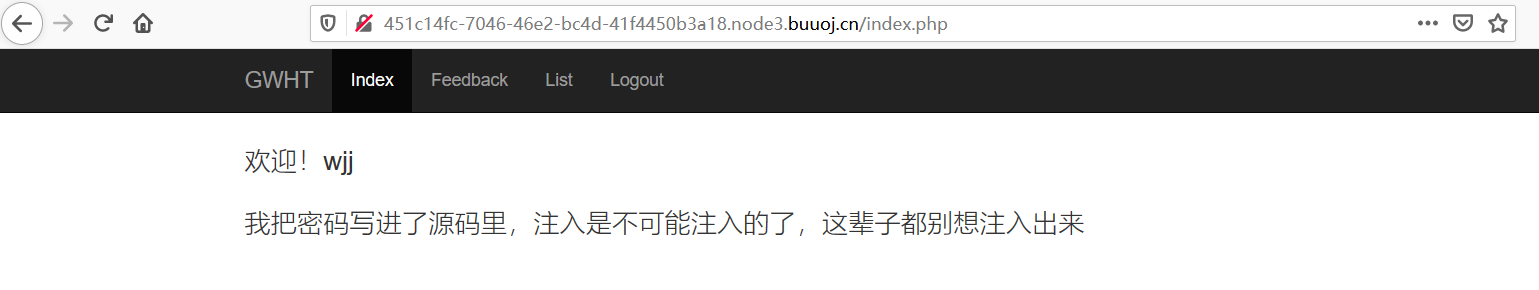 451c14fc-7046-46e2-bc4d-41f4450b3a18.node3.buuoj.cn/index.php
GWHT Index Feedback List Logout
欢迎！wjj
我把密码写进了源码里，注入是不可能注入的了，这辈子都别想注入出来